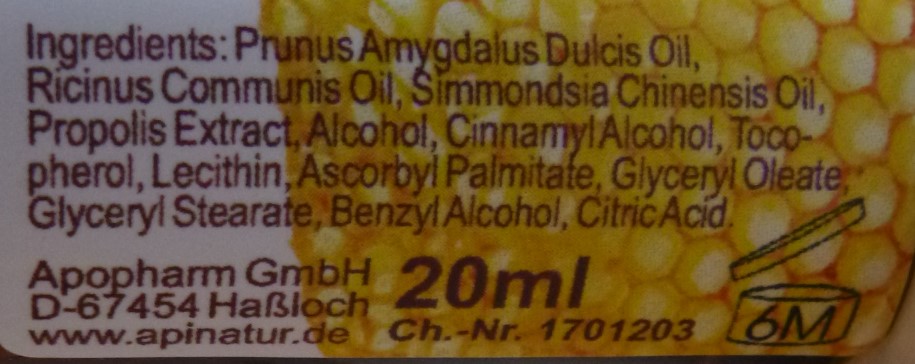 Ingredients: Prunus Amygdalus Dulcis Oil,
Ricinus Communis Oil, Simmondsia Chinensis Oil,
Propolis Extract, Alcohol, Cinnamyl Alcohol, Toco-
pherol, Lecithin, Ascorbyl Palmitate, Glyceryl Oleate,
Glyceryl Stearate, Benzyl Alcohol, Citric Acid.
Apopharm GmbH
D-67454 Haßloch
www.apinatur.de
20ml
Ch.-Nr. 1701203
6M